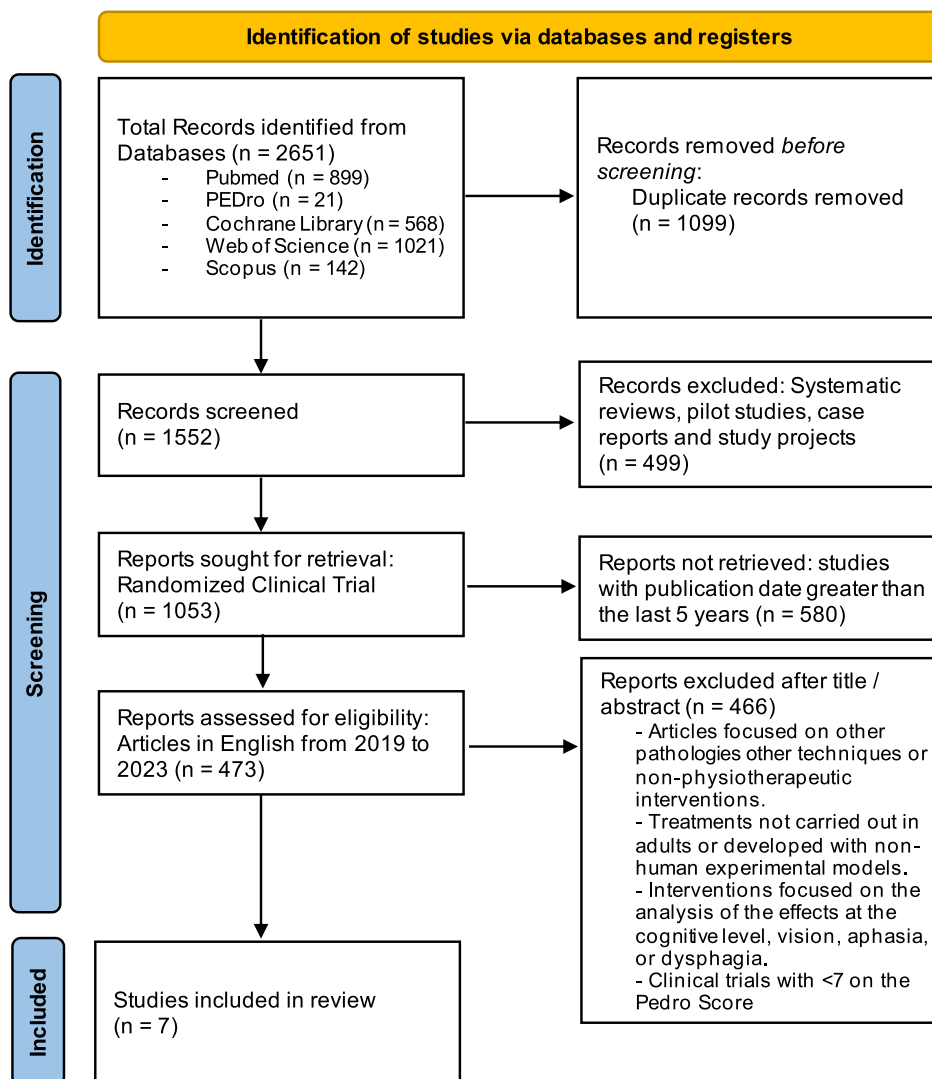 Identification of studies via databases and registers
Identification
Total Records identified from
Databases (n = 2651)
- Pubmed (n = 899)
- PEDro (n = 21)
- Cochrane Library (n = 568)
- Web of Science (n = 1021)
- Scopus (n = 142)
Records removed before
screening:
Duplicate records removed
(n = 1099)
Screening
Records screened
(n = 1552)
Records excluded: Systematic
reviews, pilot studies, case
reports and study projects
(n = 499)
Reports sought for retrieval:
Randomized Clinical Trial
(n = 1053)
Reports not retrieved: studies
with publication date greater than
the last 5 years (n = 580)
Reports assessed for eligibility:
Articles in English from 2019 to
2023 (n = 473)
Reports excluded after title /
abstract (n = 466)
- Articles focused on other
pathologies other techniques or
non-physiotherapeutic
interventions.
- Treatments not carried out in
adults or developed with non-
human experimental models.
- Interventions focused on the
analysis of the effects at the
cognitive level, vision, aphasia,
or dysphagia.
- Clinical trials with <7 on the
Pedro Score
Included
Studies included in review
(n = 7)